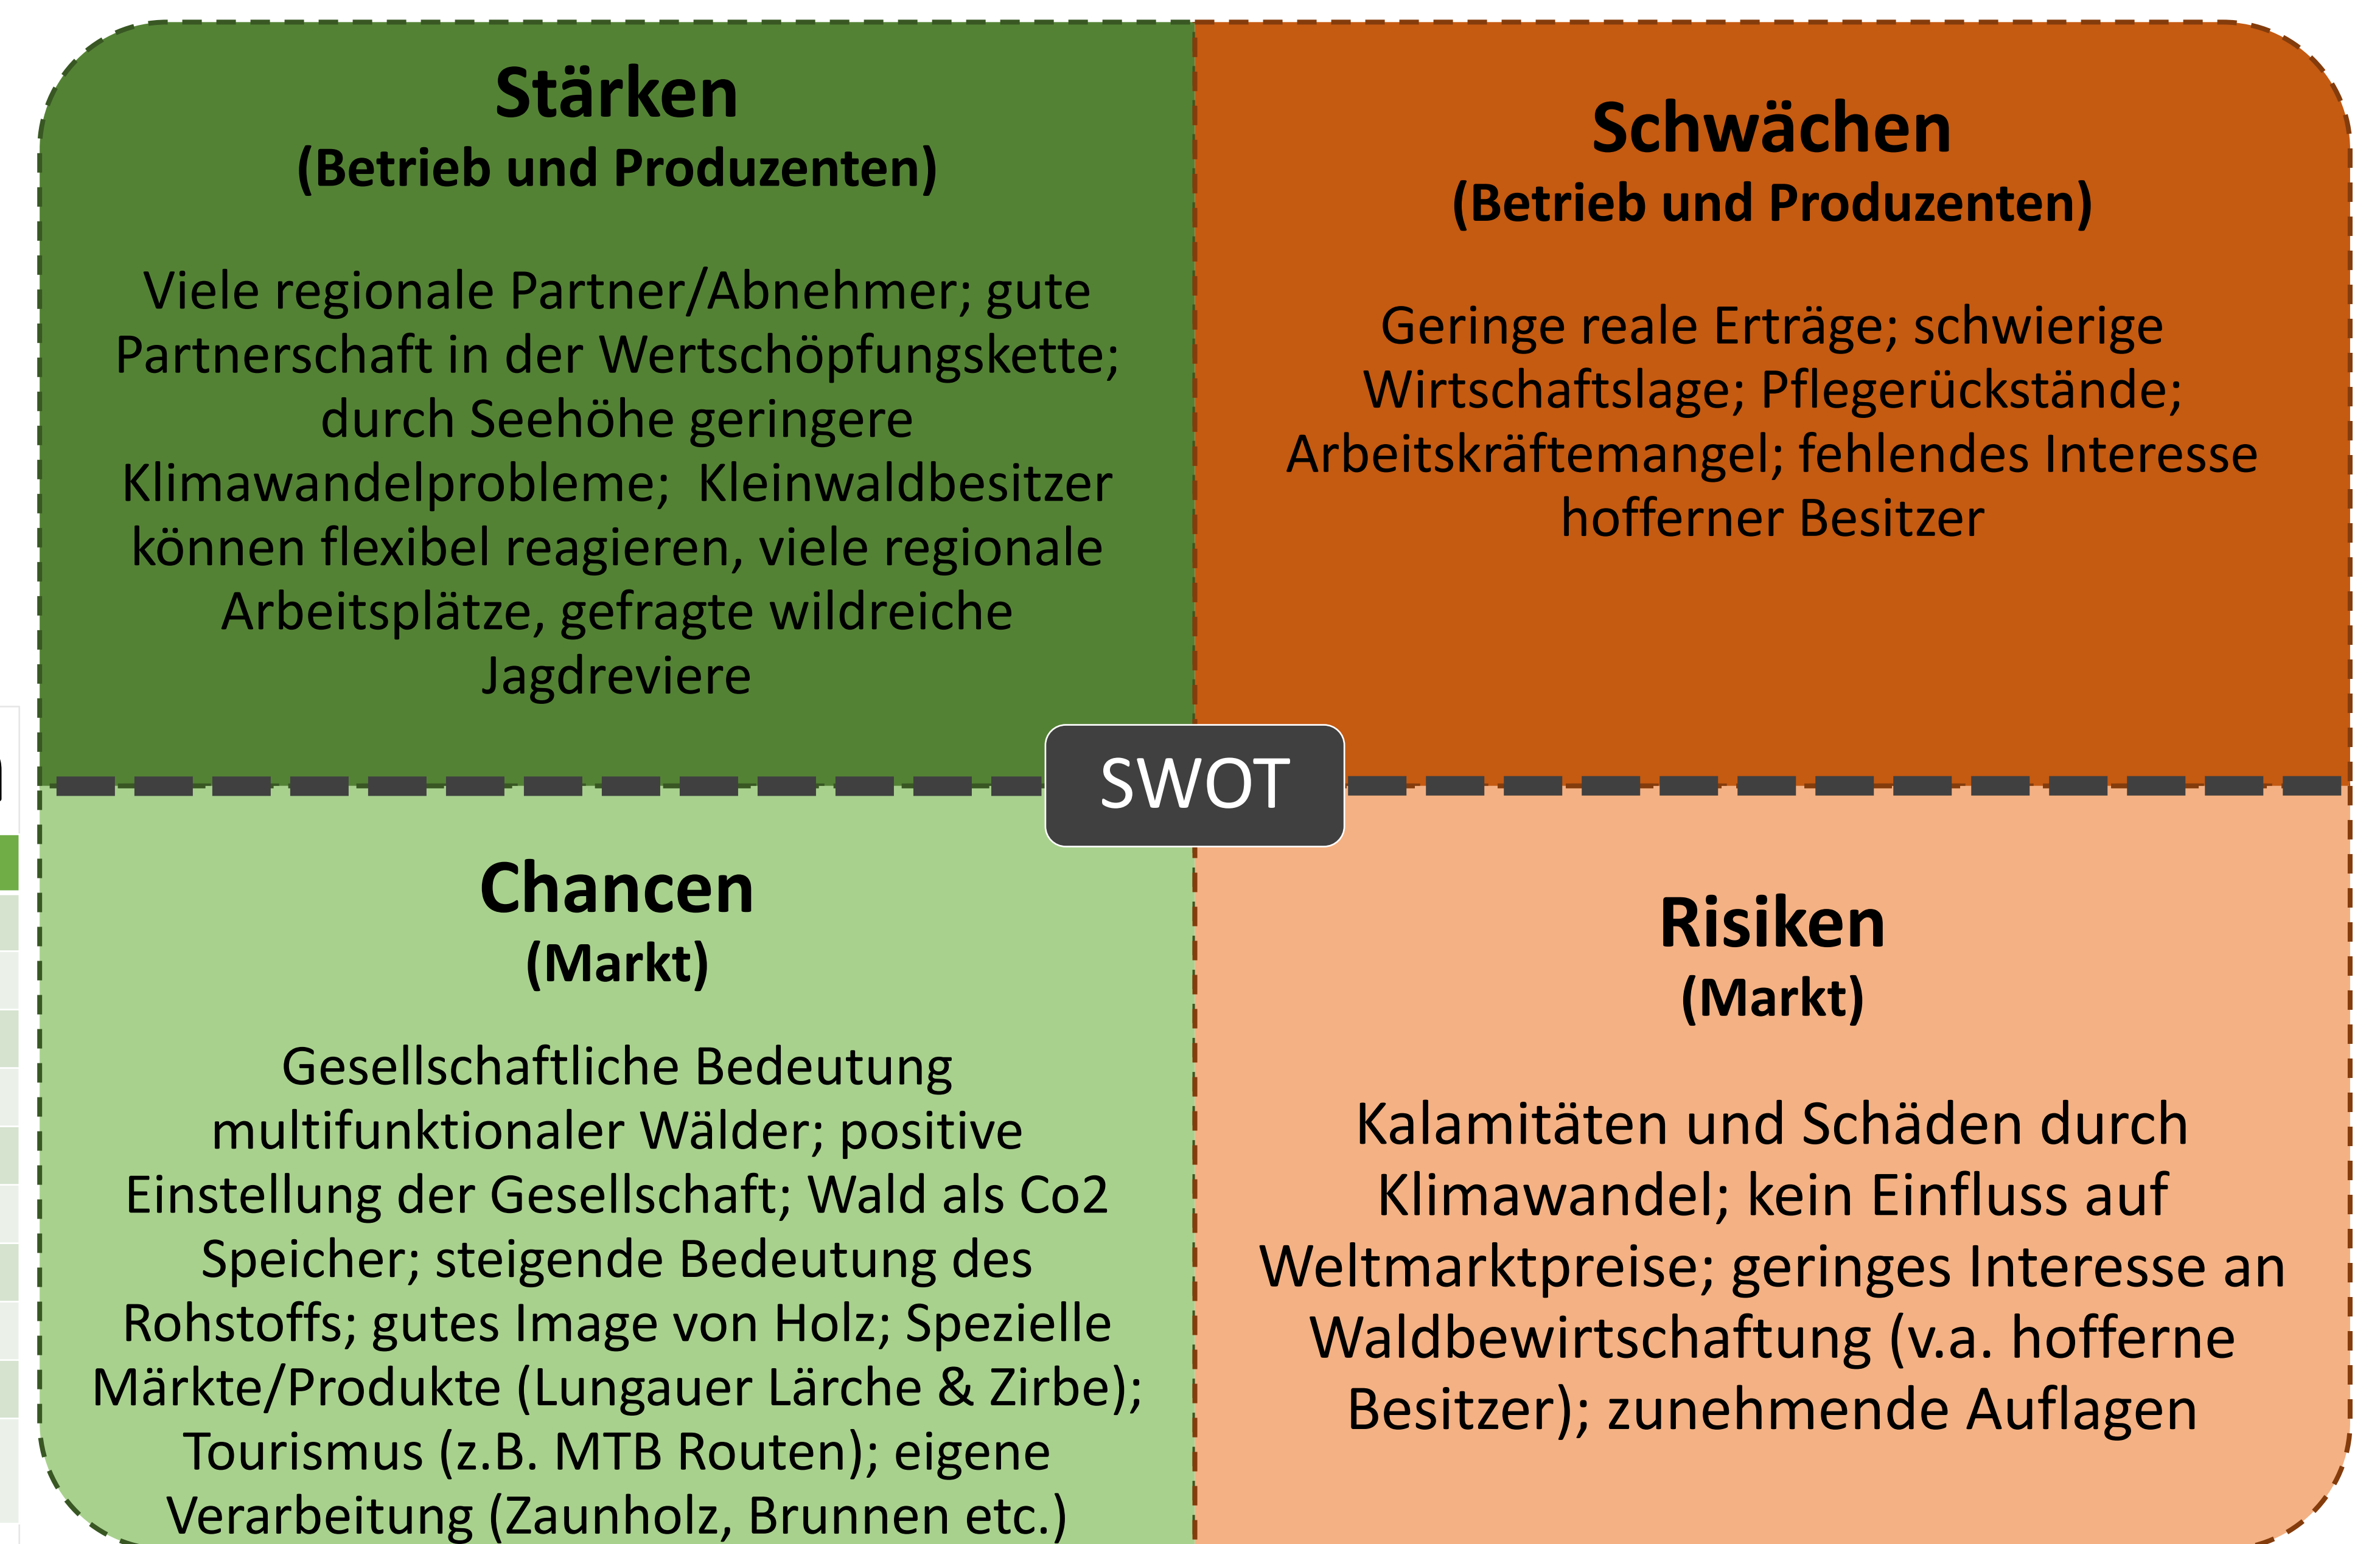 Stärken
(Betrieb und Produzenten)
Viele regionale Partner/Abnehmer; gute
Partnerschaft in der Wertschöpfungskette;
durch Seehöhe geringere
Klimawandelprobleme;  Kleinwaldbesitzer
können flexibel reagieren, viele regionale
Arbeitsplätze, gefragte wildreiche
Jagdreviere
Schwächen
(Betrieb und Produzenten)
Geringe reale Erträge; schwierige
Wirtschaftslage; Pflegerückstände;
Arbeitskräftemangel; fehlendes Interesse
hofferner Besitzer
SWOT
Chancen
(Markt)
Gesellschaftliche Bedeutung
multifunktionaler Wälder; positive
Einstellung der Gesellschaft; Wald als Co2
Speicher; steigende Bedeutung des
Rohstoffs; gutes Image von Holz; Spezielle
Märkte/Produkte (Lungauer Lärche & Zirbe);
Tourismus (z.B. MTB Routen); eigene
Verarbeitung (Zaunholz, Brunnen etc.)
Risiken
(Markt)
Kalamitäten und Schäden durch
Klimawandel; kein Einfluss auf
Weltmarktpreise; geringes Interesse an
Waldbewirtschaftung (v.a. hofferne
Besitzer); zunehmende Auflagen